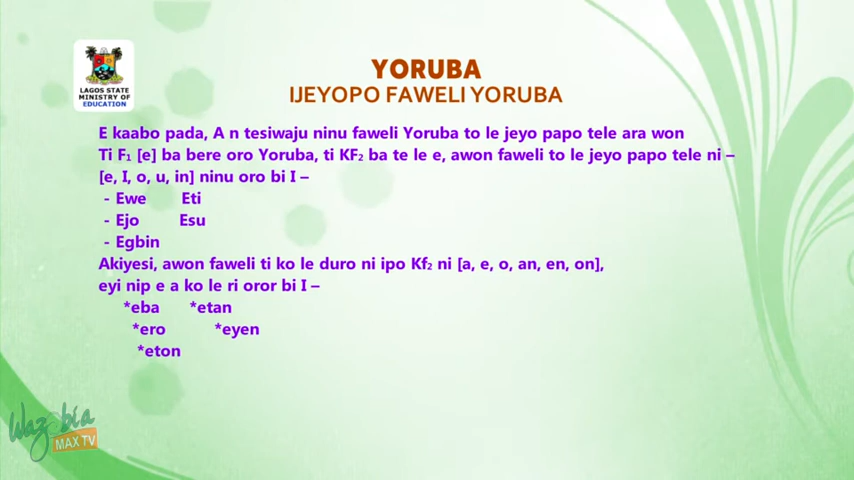 LAGOS STATE
MINISTRY OF
EDUCATION
YORUBA
IJEYOPO FAWELI YORUBA
E kaabo pada, A n tesiwaju ninu faweli Yoruba to le jeyo papo tele ara won
Ti F₁ [e] ba bere oro Yoruba, ti KF₂ ba te le e, awon faweli to le jeyo papo tele ni –
[e, I, o, u, in] ninu oro bi I –
- Ewe Eti
- Ejo Esu
- Egbin
Akiyesi, awon faweli ti ko le duro ni ipo Kf₂ ni [a, e, o, an, en, on],
eyi nip e a ko le ri oror bi I –
*eba *etan
*ero *eyen
*eton
Wazobia
MAX TV